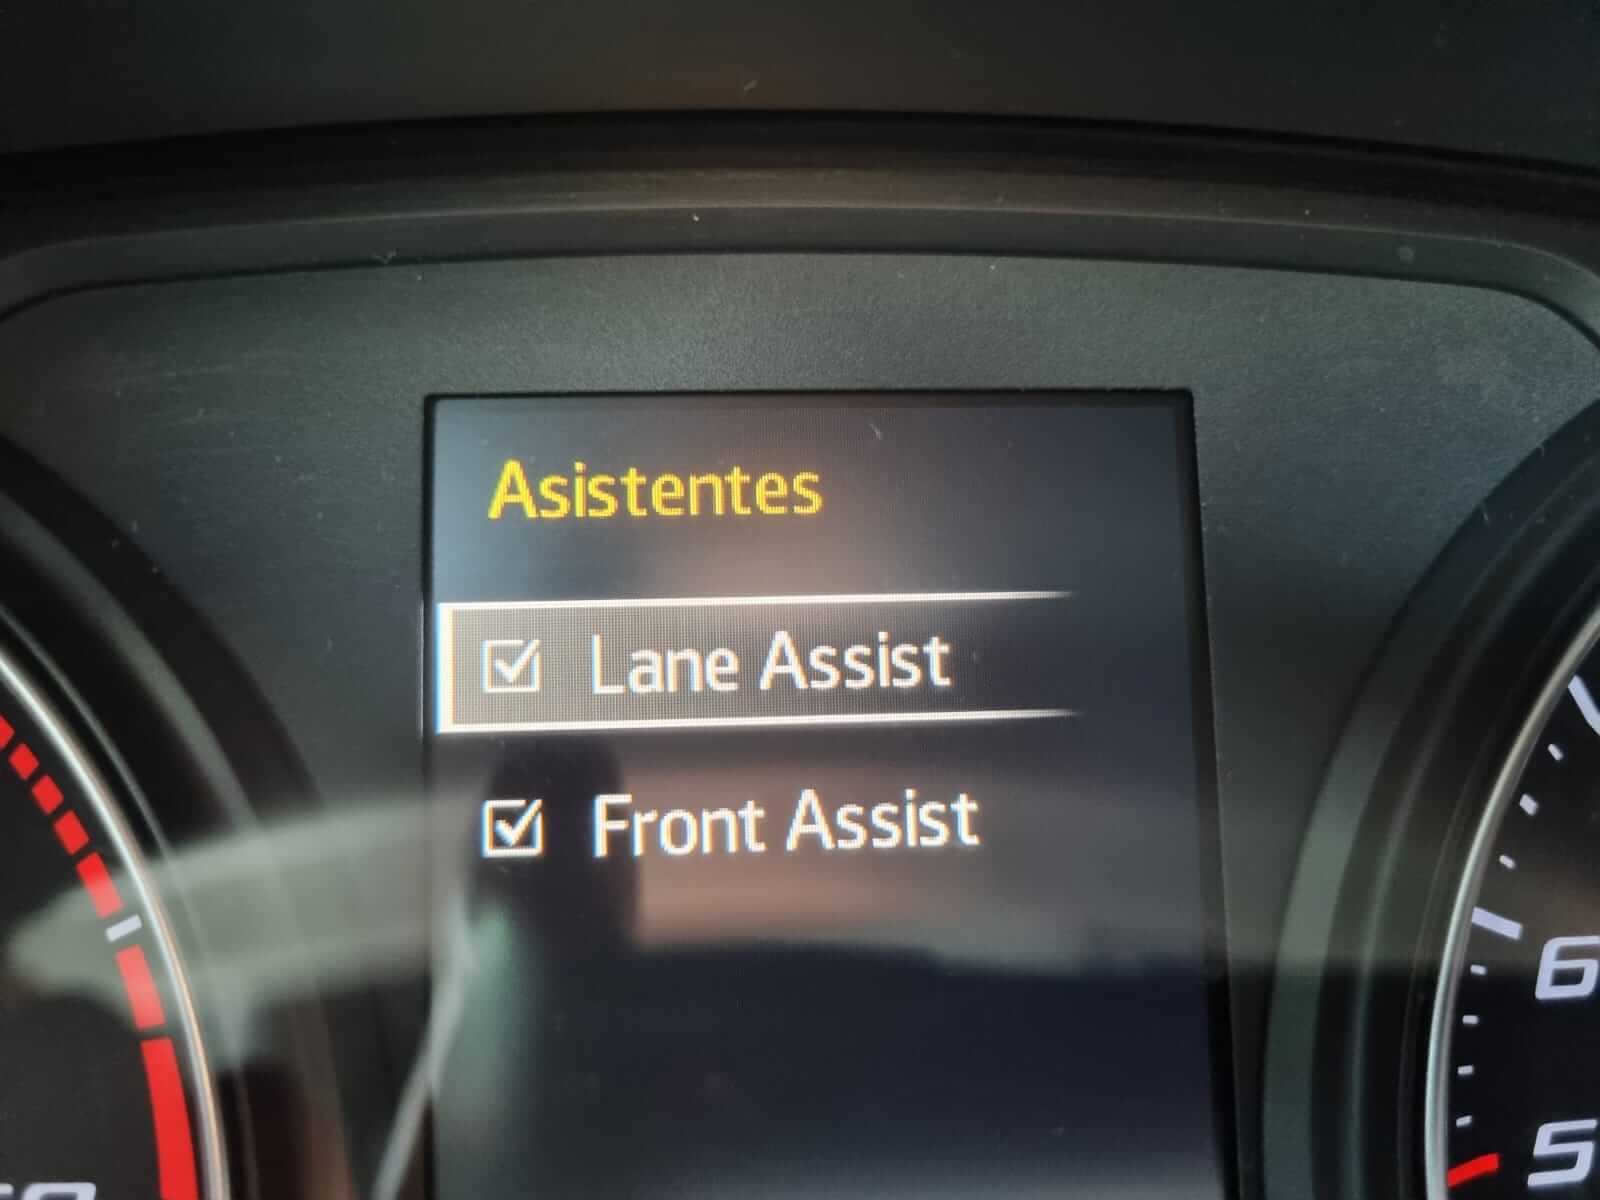 Asistentes
Lane Assist
Front Assist